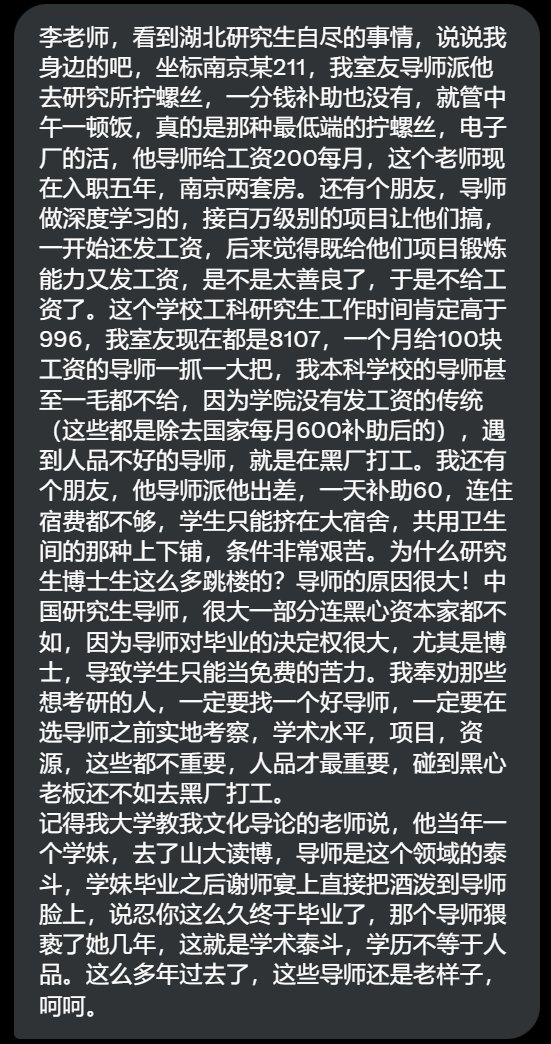 李老师，看到湖北研究生自尽的事情，说说我
身边的吧，坐标南京某211，我室友导师派他
去研究所拧螺丝，一分钱补助也没有，就管中
午一顿饭，真的是那种最低端的拧螺丝，电子
厂的活，他导师给工资200每月，这个老师现
在入职五年，南京两套房。还有个朋友，导师
做深度学习的，接百万级别的项目让他们搞，
一开始还发工资，后来觉得既给他们项目锻炼
能力又发工资，是不是太善良了，于是不给工
资了。这个学校工科研究生工作时间肯定高于
996，我室友现在都是8107，一个月给100块
工资的导师一抓一大把，我本科学校的导师甚
至一毛都不给，因为学院没有发工资的传统
（这些都是除去国家每月600补助后的），遇
到人品不好的导师，就是在黑厂打工。我还有
个朋友，他导师派他出差，一天补助60，连住
宿费都不够，学生只能挤在大宿舍，共用卫生
间的那种上下铺，条件非常艰苦。为什么研究
生博士生这么多跳楼的？导师的原因很大！中
国研究生导师，很大一部分连黑心资本家都不
如，因为导师对毕业的决定权很大，尤其是博
士，导致学生只能当免费的苦力。我奉劝那些
想考研的人，一定要找一个好导师，一定要在
选导师之前实地考察，学术水平，项目，资
源，这些都不重要，人品才最重要，碰到黑心
老板还不如去黑厂打工。
记得我大学教我文化导论的老师说，他当年一
个学妹，去了山大读博，导师是这个领域的泰
斗，学妹毕业之后谢师宴上直接把酒泼到导师
脸上，说忍你这么久终于毕业了，那个导师猥
亵了她几年，这就是学术泰斗，学历不等于人
品。这么多年过去了，这些导师还是老样子，
呵呵。